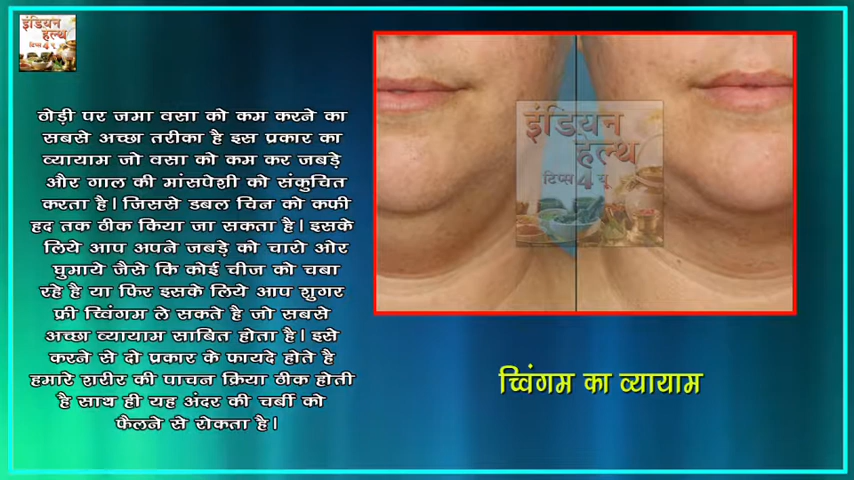 इंडियन
हेल्थ
टिप्स 4 यू
ठोड़ी पर जमा वसा को कम करने का
सबसे अच्छा तरीका है इस प्रकार का
व्यायाम जो वसा को कम कर जबड़े
और गाल की मांसपेशी को संकुचित
करता है। जिससे डबल चिन को कफी
हद तक ठीक किया जा सकता है। इसके
लिये आप अपने जबड़े को चारो ओर
घुमाये जैसे कि कोई चीज को चबा
रहे है या फिर इसके लिये आप शुगर
फ्री च्विंगम ले सकते है जो सबसे
अच्छा व्यायाम साबित होता है। इसे
करने से दो प्रकार के फायदे होते है
हमारे शरीर की पाचन क्रिया ठीक होती
है साथ ही यह अंदर की चर्बी को
फैलने से रोकता है।
इंडियन
हेल्थ
टिप्स 4 यू
च्विंगम का व्यायाम